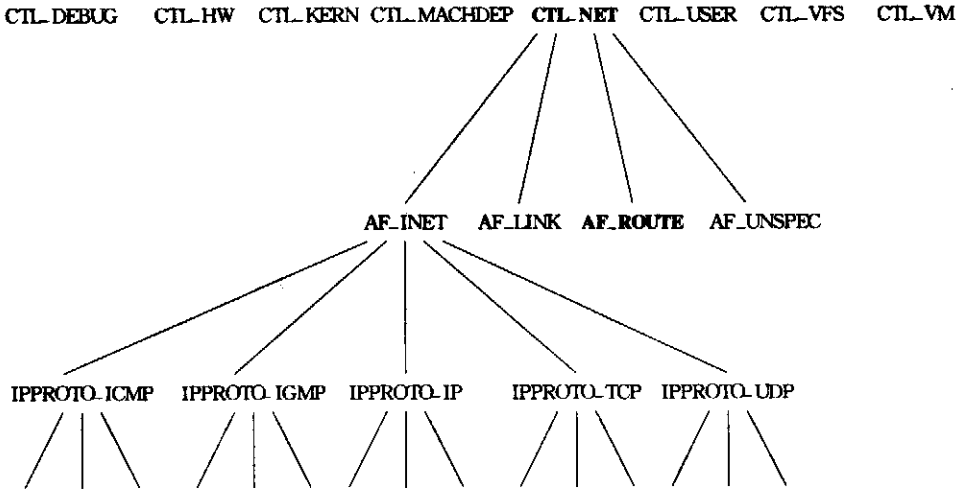 CTL_DEBUG CTL_HW CTL_KERN CTL_MACHDEP CTL_NET CTL_USER CTL_VFS CTL_VM
AF_INET AF_LINK AF_ROUTE AF_UNSPEC
IPPROTO_ICMP IPPROTO_IGMP IPPROTO_IP IPPROTO_TCP IPPROTO_UDP